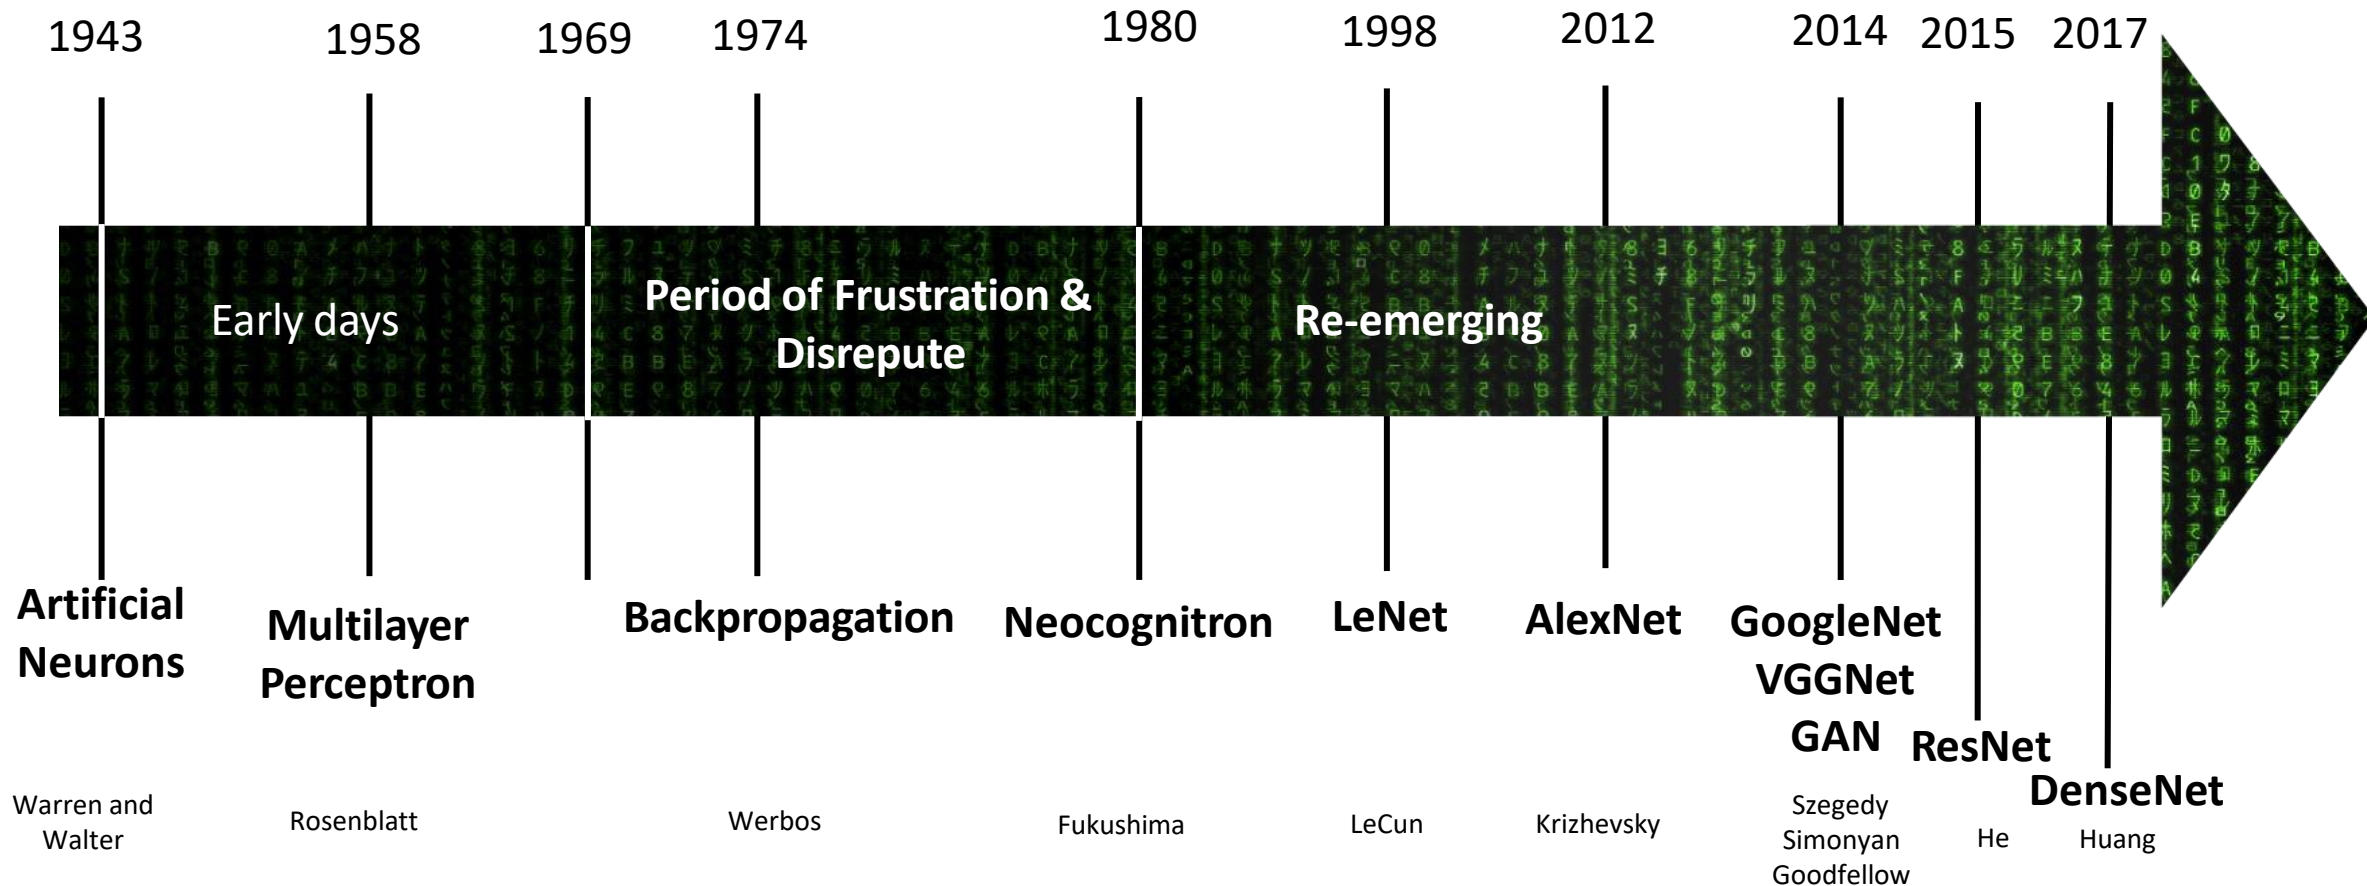 1943
1958
1969
1974
1980
1998
2012
2014
2015
2017
Early days
Period of Frustration &
Disrepute
Re-emerging
Artificial
Neurons
Multilayer
Perceptron
Backpropagation
Neocognitron
LeNet
AlexNet
GoogleNet
VGGNet
GAN
ResNet
DenseNet
Warren and
Walter
Rosenblatt
Werbos
Fukushima
LeCun
Krizhevsky
Szegedy
Simonyan
Goodfellow
He
Huang